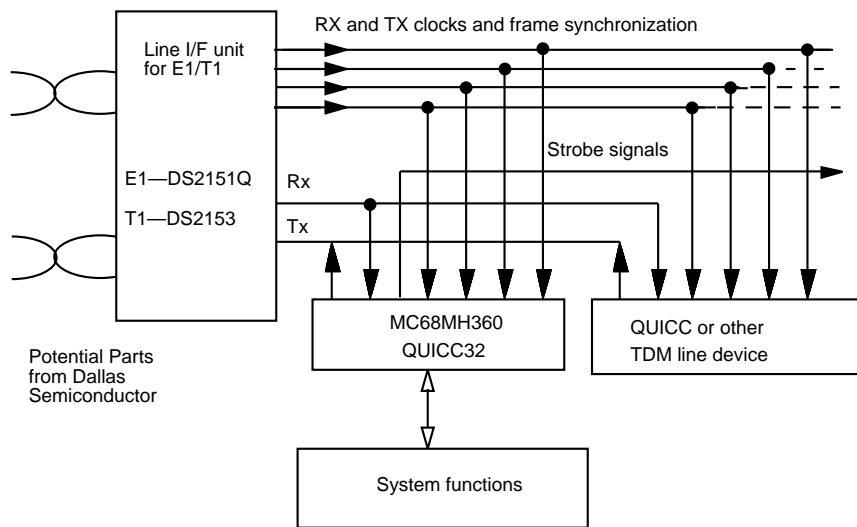 RX and TX clocks and frame synchronization
Line I/F unit
for E1/T1
Strobe signals
E1—DS2151Q
Rx
T1—DS2153
Tx
MC68MH360
QUICC32
QUICC or other
TDM line device
Potential Parts
from Dallas
Semiconductor
System functions